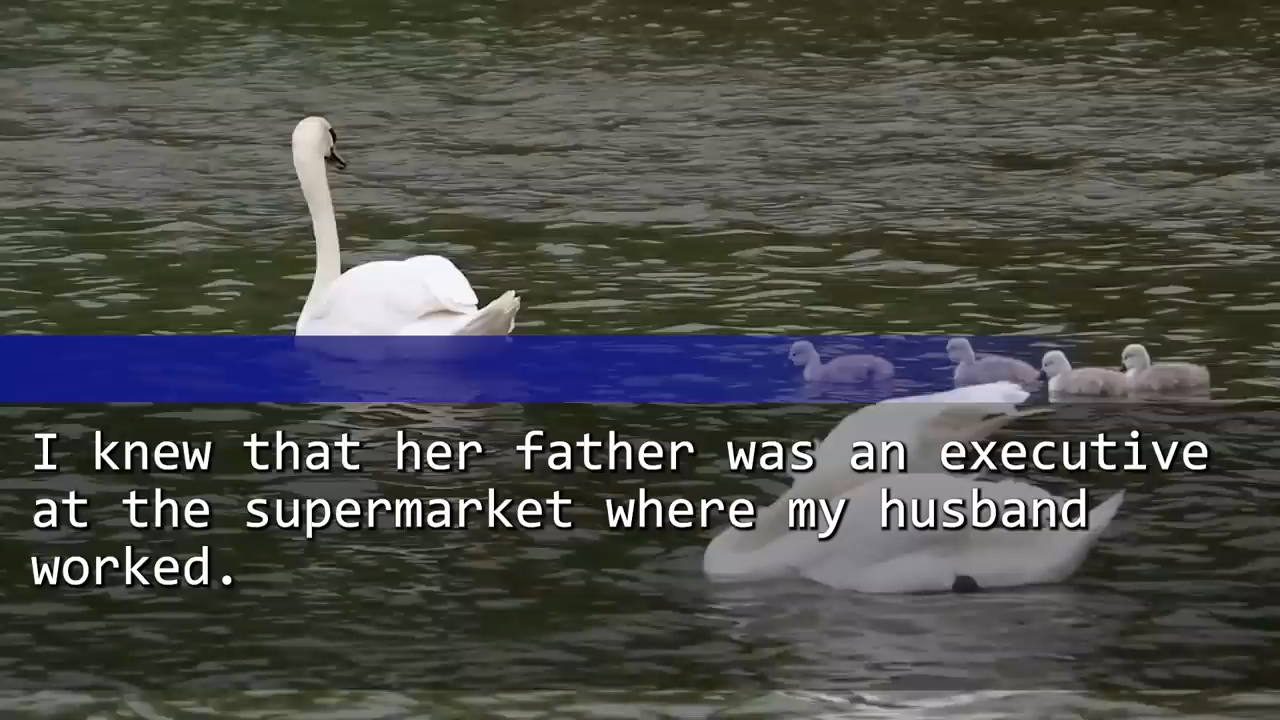 I knew that her father was an executive
at the supermarket where my husband
worked.